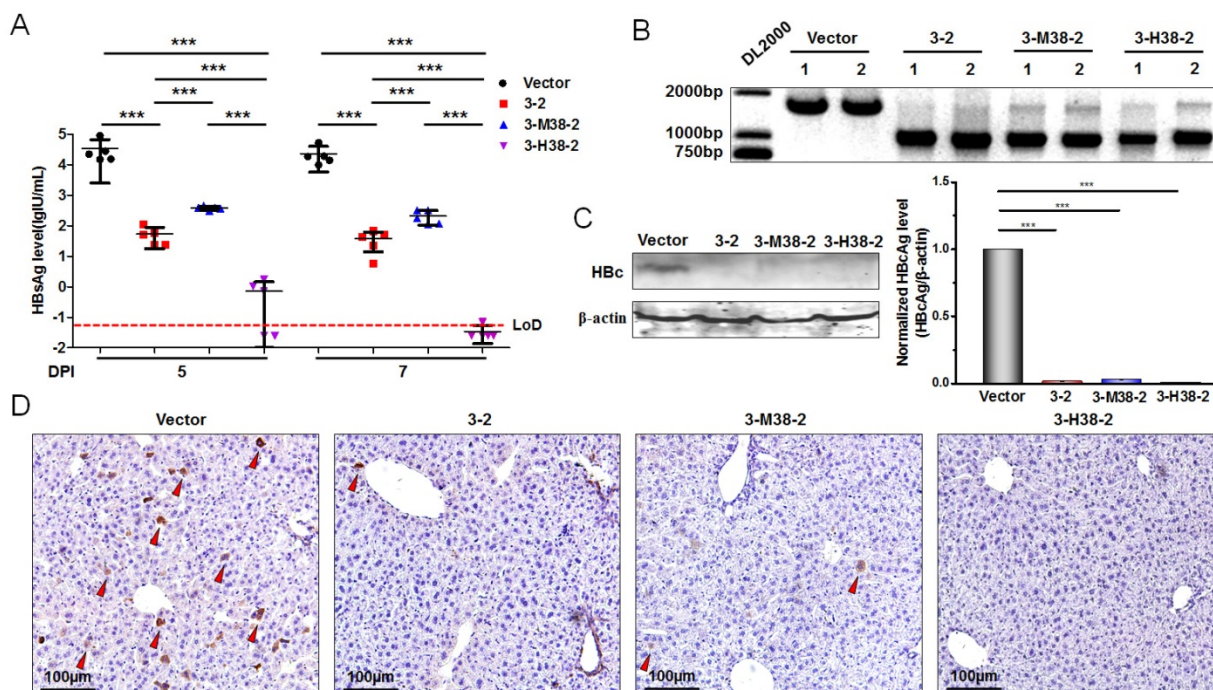 A
***
***
***
***
***
***
***
***
***
***
Vector
3-2
3-M38-2
3-H38-2
HBsAg level(lgIU/mL)
5
4
3
2
1
0
-1
-2
LoD
DPI
5
7
B
DL2000
Vector
3-2
3-M38-2
3-H38-2
1 2 1 2 1 2 1 2
2000bp
1000bp
750bp
C
Vector 3-2 3-M38-2 3-H38-2
HBc
β-actin
Normalized HBcAg level
(HBcAg/β-actin)
1.5
1.0
0.5
0.0
***
***
***
Vector 3-2 3-M38-2 3-H38-2
D
Vector
3-2
3-M38-2
3-H38-2
100μm
100μm
100μm
100μm